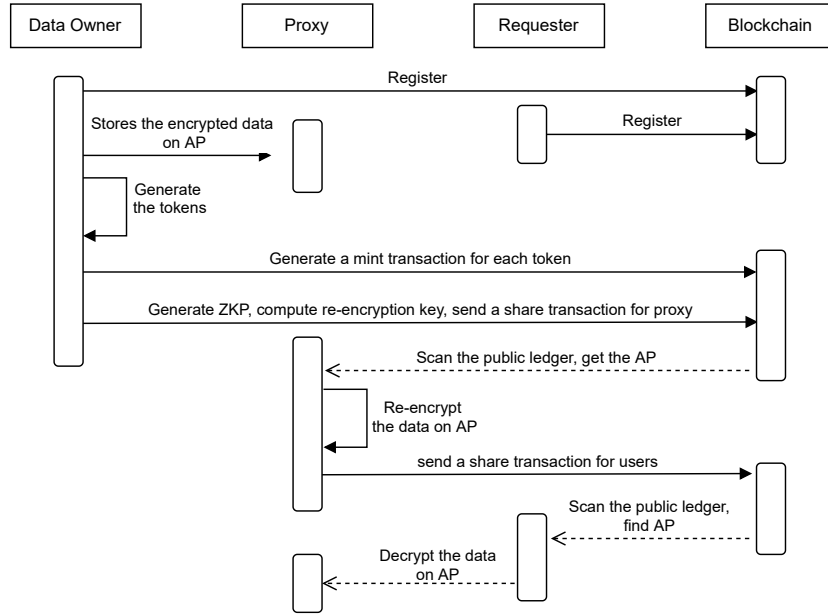 Data Owner
Proxy
Requester
Blockchain
Register
Stores the encrypted data
on AP
Register
Generate
the tokens
Generate a mint transaction for each token
Generate ZKP, compute re-encryption key, send a share transaction for proxy
Scan the public ledger, get the AP
Re-encrypt
the data on AP
send a share transaction for users
Scan the public ledger,
find AP
Decrypt the data
on AP